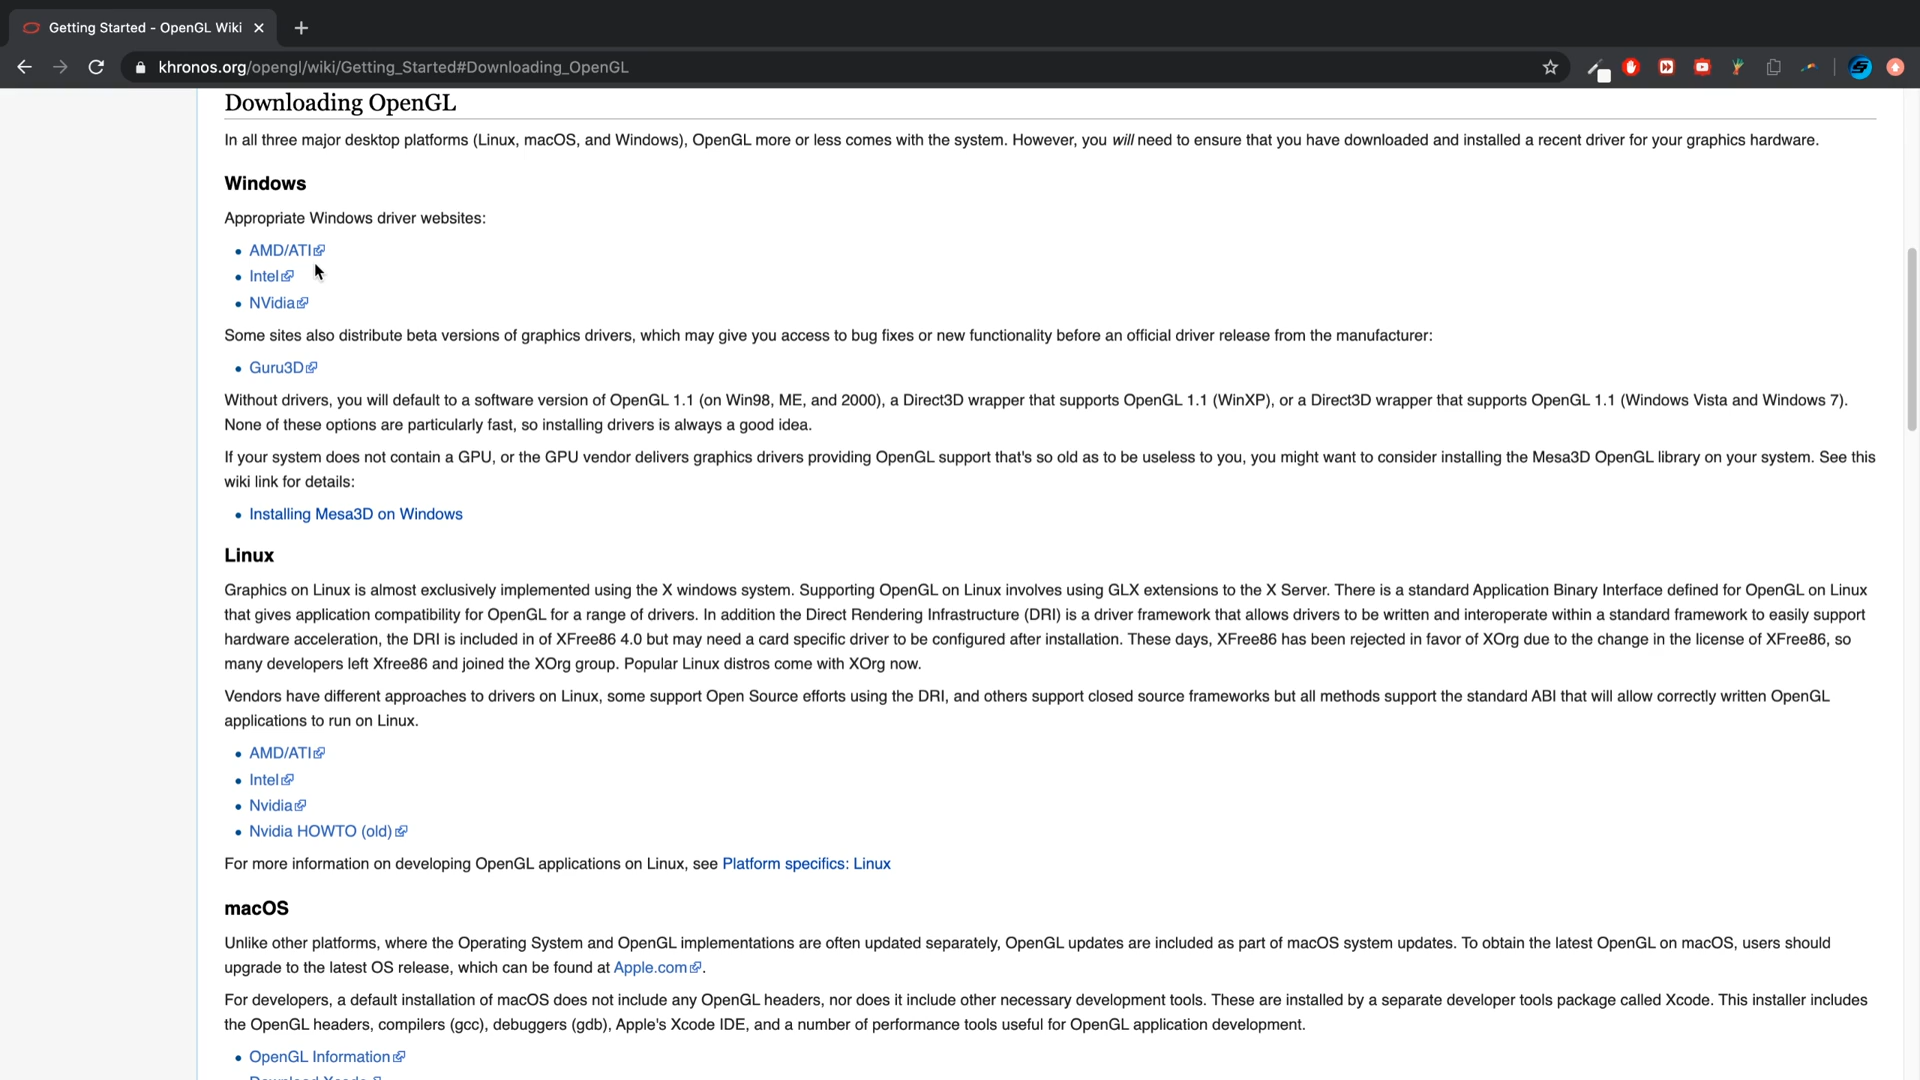 Getting Started - OpenGL Wiki
khronos.org/opengl/wiki/Getting_Started#Downloading_OpenGL
Downloading OpenGL
In all three major desktop platforms (Linux, macOS, and Windows), OpenGL more or less comes with the system. However, you will need to ensure that you have downloaded and installed a recent driver for your graphics hardware.
Windows
Appropriate Windows driver websites:
• AMD/ATI
• Intel
• NVidia
Some sites also distribute beta versions of graphics drivers, which may give you access to bug fixes or new functionality before an official driver release from the manufacturer:
• Guru3D
Without drivers, you will default to a software version of OpenGL 1.1 (on Win98, ME, and 2000), a Direct3D wrapper that supports OpenGL 1.1 (WinXP), or a Direct3D wrapper that supports OpenGL 1.1 (Windows Vista and Windows 7).
None of these options are particularly fast, so installing drivers is always a good idea.
If your system does not contain a GPU, or the GPU vendor delivers graphics drivers providing OpenGL support that's so old as to be useless to you, you might want to consider installing the Mesa3D OpenGL library on your system. See this
wiki link for details:
• Installing Mesa3D on Windows
Linux
Graphics on Linux is almost exclusively implemented using the X windows system. Supporting OpenGL on Linux involves using GLX extensions to the X Server. There is a standard Application Binary Interface defined for OpenGL on Linux
that gives application compatibility for OpenGL for a range of drivers. In addition the Direct Rendering Infrastructure (DRI) is a driver framework that allows drivers to be written and interoperate within a standard framework to easily support
hardware acceleration, the DRI is included in of XFree86 4.0 but may need a card specific driver to be configured after installation. These days, XFree86 has been rejected in favor of XOrg due to the change in the license of XFree86, so
many developers left Xfree86 and joined the XOrg group. Popular Linux distros come with XOrg now.
Vendors have different approaches to drivers on Linux, some support Open Source efforts using the DRI, and others support closed source frameworks but all methods support the standard ABI that will allow correctly written OpenGL
applications to run on Linux.
• AMD/ATI
• Intel
• Nvidia
• Nvidia HOWTO (old)
For more information on developing OpenGL applications on Linux, see Platform specifics: Linux
macOS
Unlike other platforms, where the Operating System and OpenGL implementations are often updated separately, OpenGL updates are included as part of macOS system updates. To obtain the latest OpenGL on macOS, users should
upgrade to the latest OS release, which can be found at Apple.com.
For developers, a default installation of macOS does not include any OpenGL headers, nor does it include other necessary development tools. These are installed by a separate developer tools package called Xcode. This installer includes
the OpenGL headers, compilers (gcc), debuggers (gdb), Apple's Xcode IDE, and a number of performance tools useful for OpenGL application development.
• OpenGL Information
Download Xcode